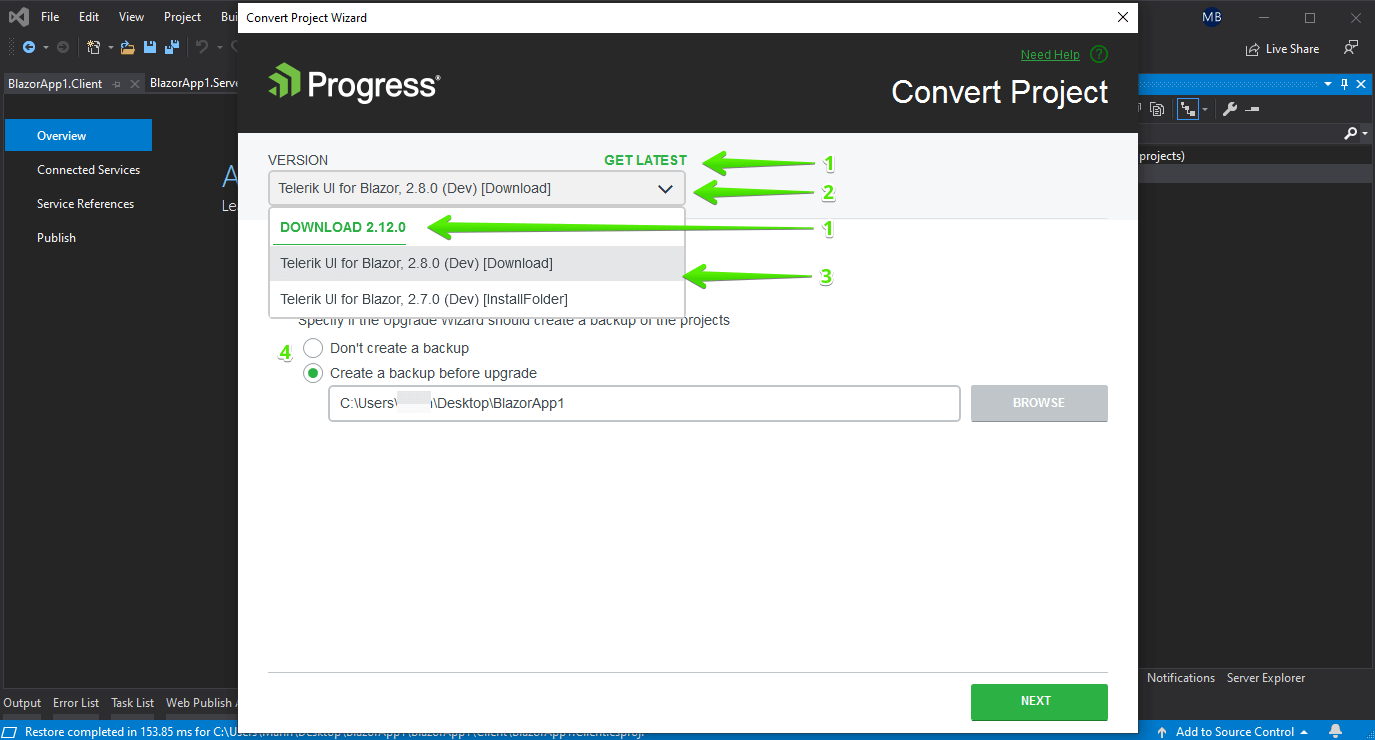 File Edit View Project Bui
Convert Project Wizard
MB
Live Share
BlazorApp1.Client
BlazorApp1.Serve
Need Help ?
Progress®
Convert Project
Overview
Connected Services
Service References
Publish
A
Le
VERSION
GET LATEST
1
Telerik UI for Blazor, 2.8.0 (Dev) [Download]
2
DOWNLOAD 2.12.0
1
Telerik UI for Blazor, 2.8.0 (Dev) [Download]
3
Telerik UI for Blazor, 2.7.0 (Dev) [InstallFolder]
projects)
Specify if the Upgrade Wizard should create a backup of the projects
4
Don't create a backup
Create a backup before upgrade
C:\Users\ \Desktop\BlazorApp1
BROWSE
NEXT
Output Error List Task List Web Publish A
Notifications Server Explorer
Restore completed in 153.85 ms for C:\Users\
Add to Source Control